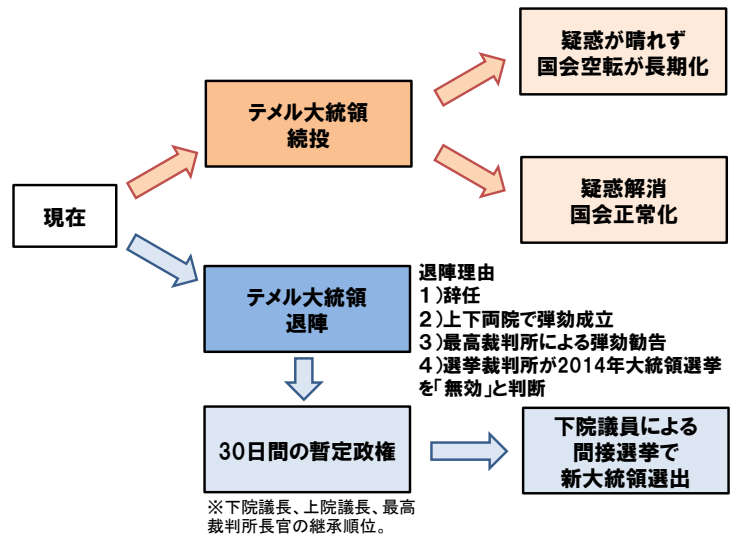 疑惑が晴れず
国会空転が長期化
テメル大統領
続投
疑惑解消
国会正常化
現在
テメル大統領
退陣
退陣理由
1)辞任
2)上下両院で弾劾成立
3)最高裁判所による弾劾勧告
4)選挙裁判所が2014年大統領選挙
を「無効」と判断
30日間の暫定政権
下院議員による
間接選挙で
新大統領選出
※下院議長、上院議長、最高
裁判所長官の継承順位。